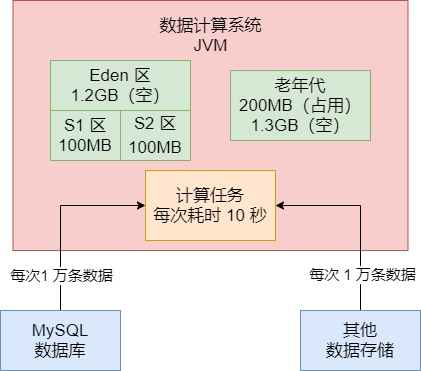 数据计算系统
JVM
Eden 区
1.2GB（空）
S1 区
100MB
S2 区
100MB
老年代
200MB（占用）
1.3GB（空）
计算任务
每次耗时 10 秒
每次1 万条数据
每次 1 万条数据
MySQL
数据库
其他
数据存储